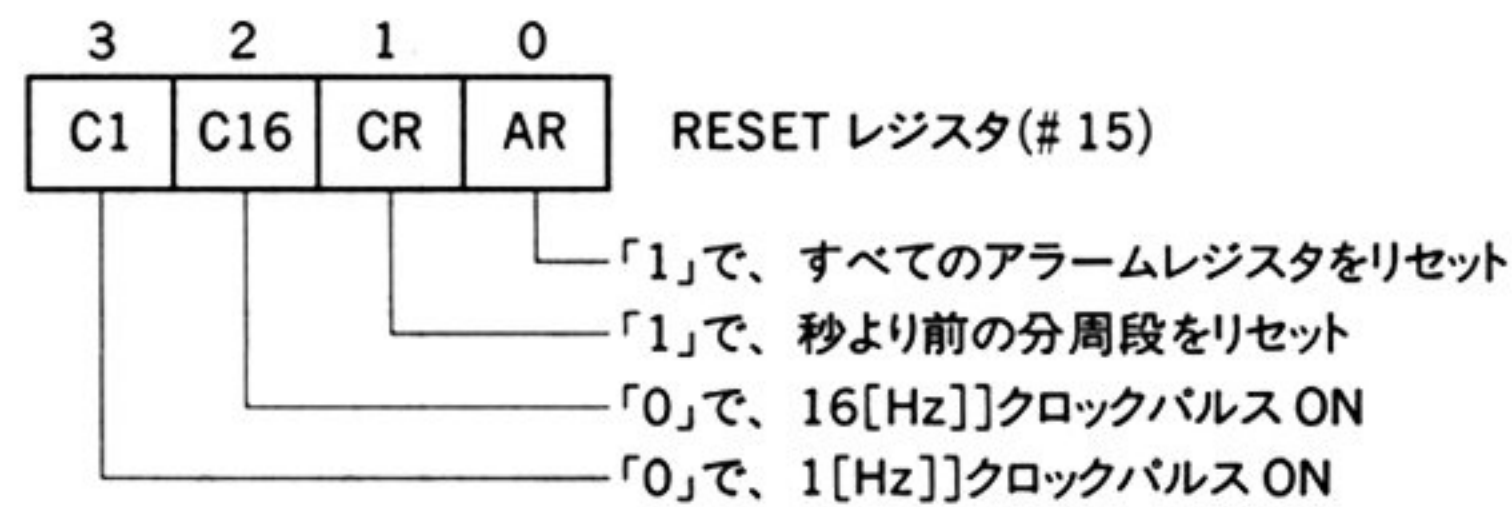 3 2 1 0
C1 C16 CR AR RESET レジスタ(# 15)
「1」で、すべてのアラームレジスタをリセット
「1」で、秒より前の分周段をリセット
「0」で、16[Hz]]クロックパルス ON
「0」で、1[Hz]]クロックパルス ON